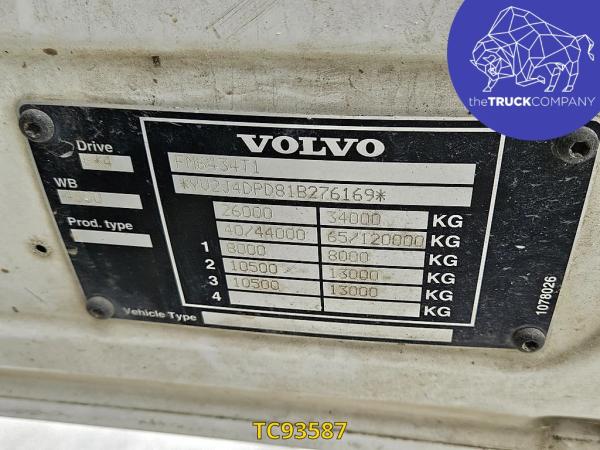 theTRUCKCOMPANY
VOLVO
Drive
*4
WB
Prod. type
*YV2J4DPD81B276169*
26000 34000 KG
40/44000 65/120000 KG
1 8000 8000 KG
2 10500 13000 KG
3 10500 13000 KG
4 KG
Vehicle Type
1078026
TC93587